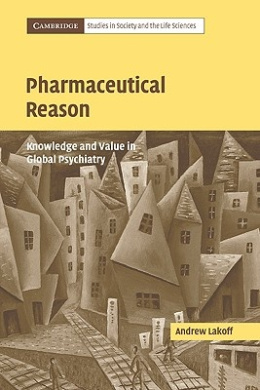 CAMBRIDGE Studies in Society and the Life Sciences
Pharmaceutical
Reason
Knowledge and Value in
Global Psychiatry
Andrew Lakoff